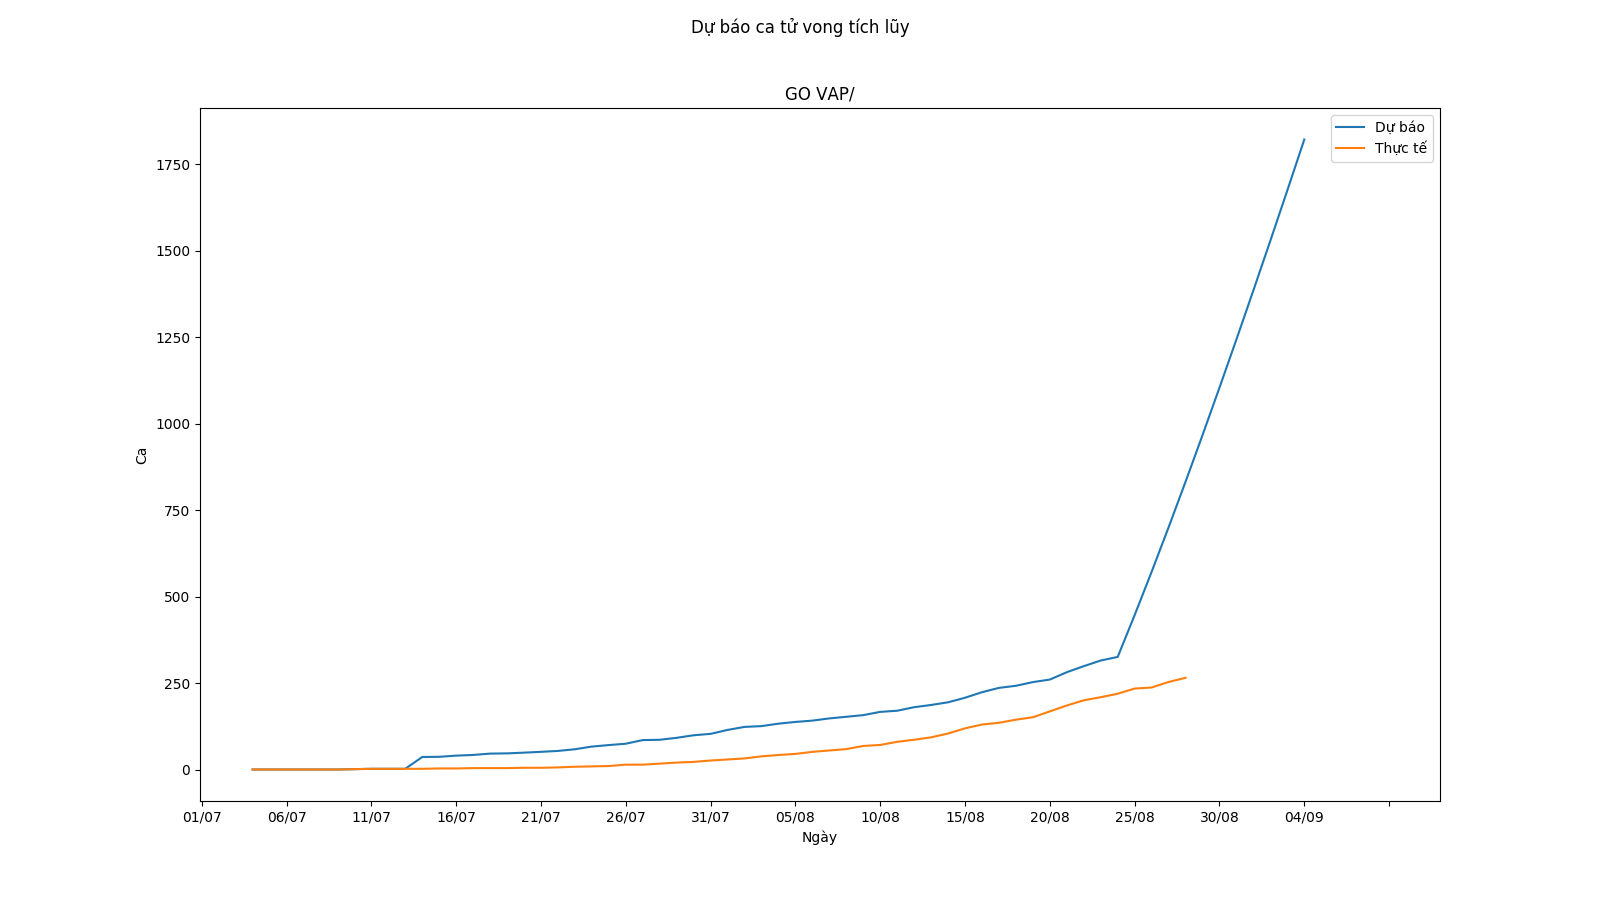 Dự báo ca tử vong tích lũy
GO VAP/
Dự báo
Thực tế
1750
1500
1250
1000
750
500
250
0
Ca
01/07 06/07 11/07 16/07 21/07 26/07 31/07 05/08 10/08 15/08 20/08 25/08 30/08 04/09
Ngày